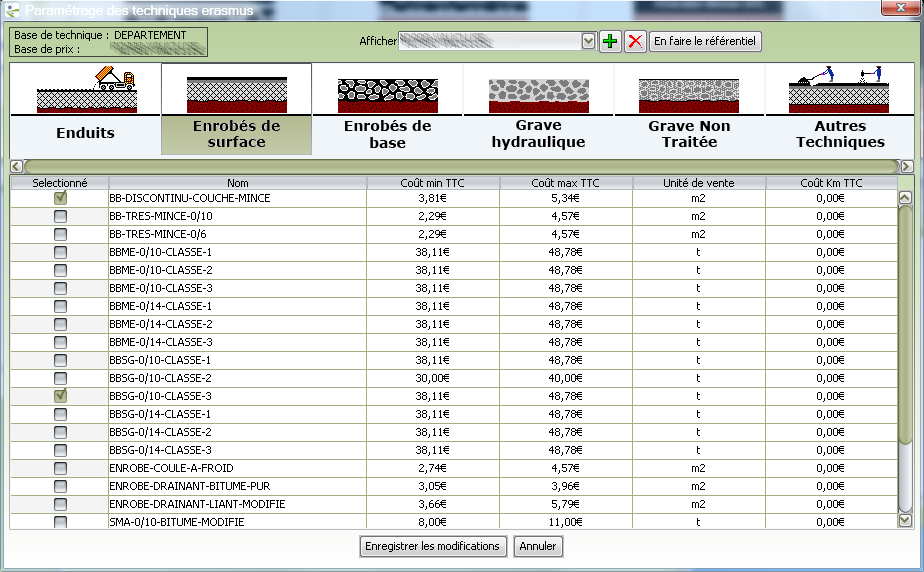 Paramétrage des techniques erasmus
Base de technique : DEPARTEMENT
Base de prix :
Afficher
En faire le référentiel
Enduits
Enrobés de
surface
Enrobés de
base
Grave
hydraulique
Grave Non
Traitée
Autres
Techniques
Selectionné Nom Coût min TTC Coût max TTC Unité de vente Coût Km TTC
BB-DISCONTINU-COUCHE-MINCE 3,81€ 5,34€ m2 0,00€
BB-TRES-MINCE-0/10 2,29€ 4,57€ m2 0,00€
BB-TRES-MINCE-0/6 2,29€ 4,57€ m2 0,00€
BBME-0/10-CLASSE-1 38,11€ 48,78€ t 0,00€
BBME-0/10-CLASSE-2 38,11€ 48,78€ t 0,00€
BBME-0/10-CLASSE-3 38,11€ 48,78€ t 0,00€
BBME-0/14-CLASSE-1 38,11€ 48,78€ t 0,00€
BBME-0/14-CLASSE-2 38,11€ 48,78€ t 0,00€
BBME-0/14-CLASSE-3 38,11€ 48,78€ t 0,00€
BBSG-0/10-CLASSE-1 38,11€ 48,78€ t 0,00€
BBSG-0/10-CLASSE-2 30,00€ 40,00€ t 0,00€
BBSG-0/10-CLASSE-3 38,11€ 48,78€ t 0,00€
BBSG-0/14-CLASSE-1 38,11€ 48,78€ t 0,00€
BBSG-0/14-CLASSE-2 38,11€ 48,78€ t 0,00€
BBSG-0/14-CLASSE-3 38,11€ 48,78€ t 0,00€
ENROBE-COULE-A-FROID 2,74€ 4,57€ m2 0,00€
ENROBE-DRAINANT-BITUME-PUR 3,05€ 3,96€ m2 0,00€
ENROBE-DRAINANT-LIANT-MODIFIE 3,66€ 5,79€ m2 0,00€
SMA-0/10-BITUME-MODIFIE 8,00€ 11,00€ t 0,00€
Enregistrer les modifications
Annuler